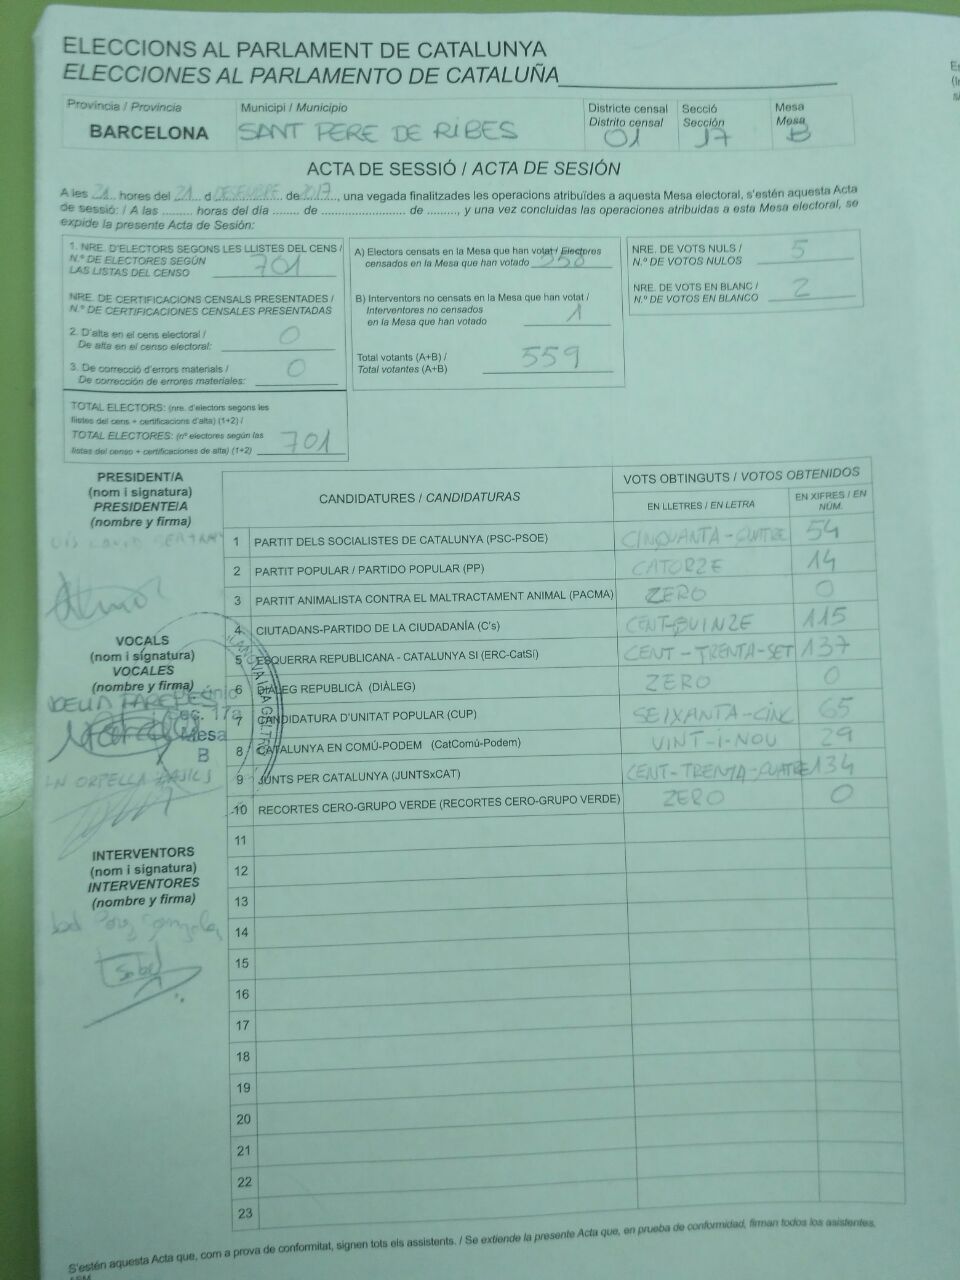 ELECCIONS AL PARLAMENT DE CATALUNYA
ELECCIONES AL PARLAMENTO DE CATALUÑA
Província / Provincia
BARCELONA
Municipi / Municipio
SANT PERE DE RIBES
Districte censal
Distrito censal
01
Secció
Sección
17
Mesa
Mesa
B
ACTA DE SESSIÓ / ACTA DE SESIÓN
A les 21 hores del 21 d DESEMBRE de 2017, una vegada finalitzades les operacions atribuïdes a aquesta Mesa electoral, s'estén aquesta Acta
de sessió: / A las ......... horas del día ....... de ........................ de ........, y una vez concluidas las operaciones atribuidas a esta Mesa electoral, se
expide la presente Acta de Sesión:
1. NRE. D'ELECTORS SEGONS LES LLISTES DEL CENS /
N.º DE ELECTORES SEGÚN
LAS LISTAS DEL CENSO 701
NRE. DE CERTIFICACIONS CENSALS PRESENTADES /
N.º DE CERTIFICACIONES CENSALES PRESENTADAS
2. D'alta en el cens electoral /
De alta en el censo electoral: 0
3. De correcció d'errors materials /
De corrección de errores materiales: 0
TOTAL ELECTORS: (nre. d'electors segons les
llistes del cens + certificacions d'alta) (1+2) /
TOTAL ELECTORES: (nº electores según las
listas del censo + certificaciones de alta) (1+2) 701
A) Electors censats en la Mesa que han votat / Electores
censados en la Mesa que han votado 558
B) Interventors no censats en la Mesa que han votat /
Interventores no censados
en la Mesa que han votado 1
Total votants (A+B) /
Total votantes (A+B) 559
NRE. DE VOTS NULS /
N.º DE VOTOS NULOS 5
NRE. DE VOTS EN BLANC /
N.º DE VOTOS EN BLANCO 2
PRESIDENT/A
(nom i signatura)
PRESIDENTE/A
(nombre y firma)
VOCALS
(nom i signatura)
VOCALES
(nombre y firma)
Sec. 17a
Mesa
B
INTERVENTORS
(nom i signatura)
INTERVENTORES
(nombre y firma)
CANDIDATURES / CANDIDATURAS
VOTS OBTINGUTS / VOTOS OBTENIDOS
EN LLETRES / EN LETRA
EN XIFRES / EN
NÚM.
1 PARTIT DELS SOCIALISTES DE CATALUNYA (PSC-PSOE) CINQUANTA-QUATRE 54
2 PARTIT POPULAR / PARTIDO POPULAR (PP) CATORZE 14
3 PARTIT ANIMALISTA CONTRA EL MALTRACTAMENT ANIMAL (PACMA) ZERO 0
4 CIUTADANS-PARTIDO DE LA CIUDADANÍA (C's) CENT-QUINZE 115
5 ESQUERRA REPUBLICANA - CATALUNYA SÍ (ERC-CatSí) CENT-TRENTA-SET 137
6 DIÀLEG REPUBLICÀ (DIÀLEG) ZERO 0
7 CANDIDATURA D'UNITAT POPULAR (CUP) SEIXANTA-CINC 65
8 CATALUNYA EN COMÚ-PODEM (CatComú-Podem) VINT-I-NOU 29
9 JUNTS PER CATALUNYA (JUNTSxCAT) CENT-TRENTA-QUATRE 134
10 RECORTES CERO-GRUPO VERDE (RECORTES CERO-GRUPO VERDE) ZERO 0
11
12
13
14
15
16
17
18
19
20
21
22
23
S'estén aquesta Acta que, com a prova de conformitat, signen tots els assistents. / Se extiende la presente Acta que, en prueba de conformidad, firman todos los asistentes.